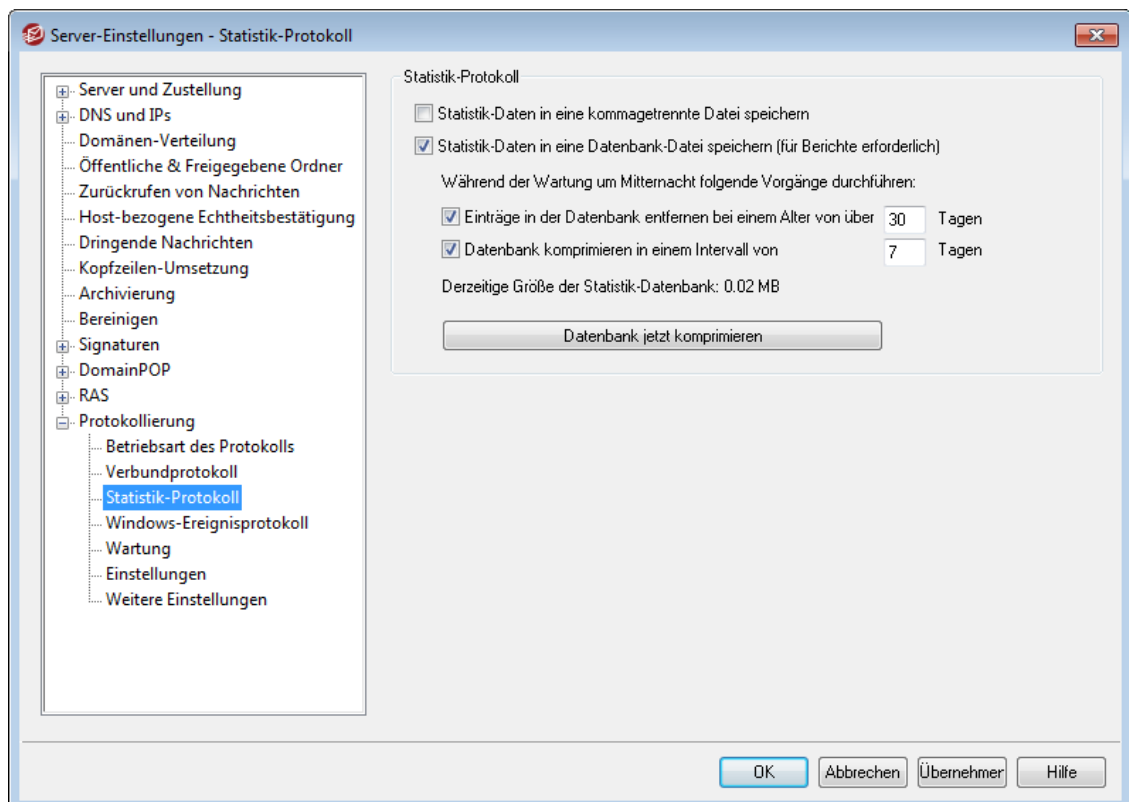 Server-Einstellungen - Statistik-Protokoll
Server und Zustellung
DNS und IPs
Domänen-Verteilung
Öffentliche & Freigegebene Ordner
Zurückrufen von Nachrichten
Host-bezogene Echtheitsbestätigung
Dringende Nachrichten
Kopfzeilen-Umsetzung
Archivierung
Bereinigen
Signaturen
DomainPOP
RAS
Protokollierung
Betriebsart des Protokolls
Verbundprotokoll
Statistik-Protokoll
Windows-Ereignisprotokoll
Wartung
Einstellungen
Weitere Einstellungen
Statistik-Protokoll
Statistik-Daten in eine kommagetrennte Datei speichern
Statistik-Daten in eine Datenbank-Datei speichern (für Berichte erforderlich)
Während der Wartung um Mitternacht folgende Vorgänge durchführen:
Einträge in der Datenbank entfernen bei einem Alter von über 30 Tagen
Datenbank komprimieren in einem Intervall von 7 Tagen
Derzeitige Größe der Statistik-Datenbank: 0.02 MB
Datenbank jetzt komprimieren
OK Abbrechen Übernehmer Hilfe